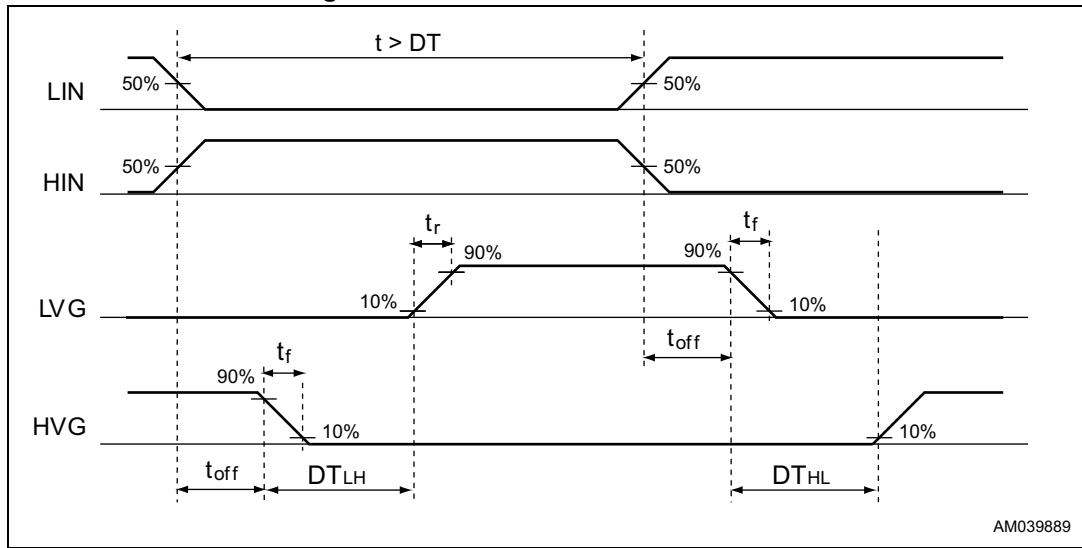 g
t > DT
LIN
50%
50%
HIN
50%
50%
tr
90%
tf
90%
LVG
10%
10%
toff
tf
90%
HVG
10%
10%
toff
DTLH
DTHL
AM039889